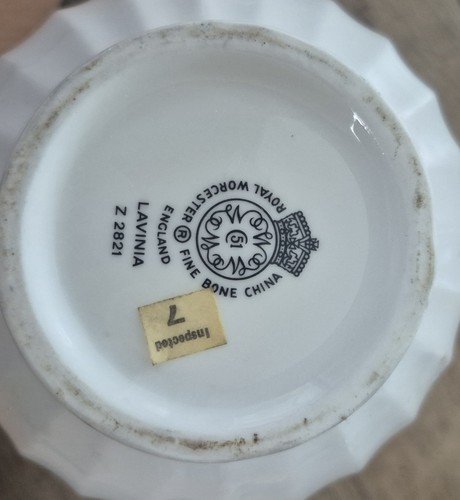 ROYAL WORCESTER
51
FINE BONE CHINA
®
ENGLAND
LAVINIA
Z 2821
Inspected
7